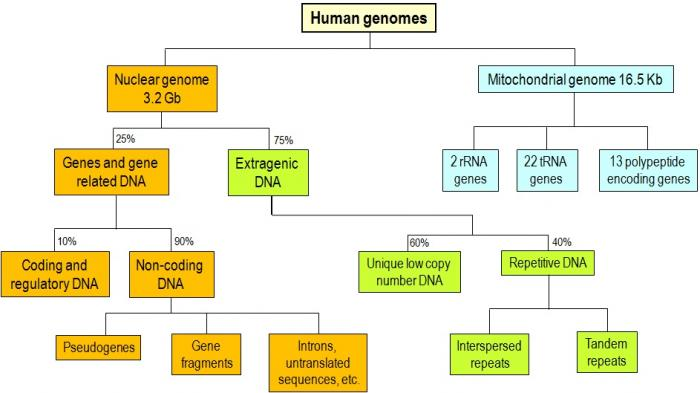 Human genomes
Nuclear genome
3.2 Gb
Mitochondrial genome 16.5 Kb
25%
75%
Genes and gene
related DNA
Extragenic
DNA
2 rRNA
genes
22 tRNA
genes
13 polypeptide
encoding genes
10%
90%
60%
40%
Coding and
regulatory DNA
Non-coding
DNA
Unique low copy
number DNA
Repetitive DNA
Pseudogenes
Gene
fragments
Introns,
untranslated
sequences, etc.
Interspersed
repeats
Tandem
repeats